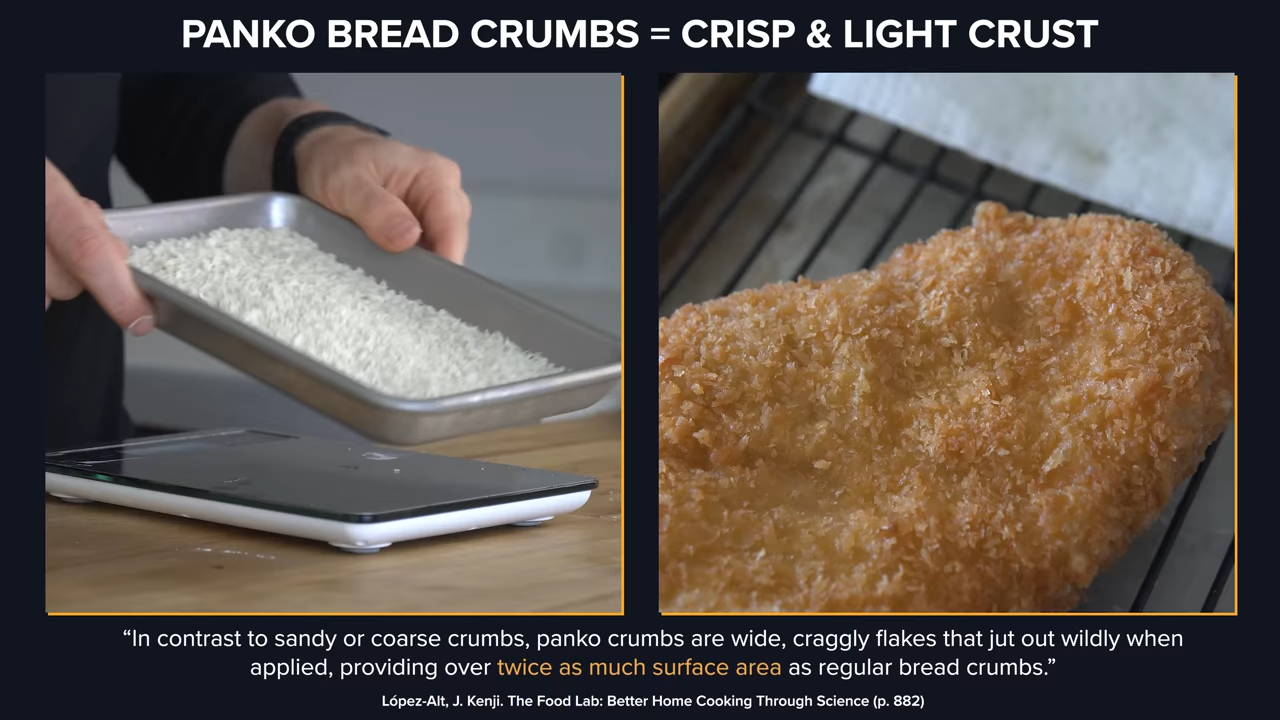 PANKO BREAD CRUMBS = CRISP & LIGHT CRUST
“In contrast to sandy or coarse crumbs, panko crumbs are wide, craggly flakes that jut out wildly when
applied, providing over twice as much surface area as regular bread crumbs.”
López-Alt, J. Kenji. The Food Lab: Better Home Cooking Through Science (p. 882)